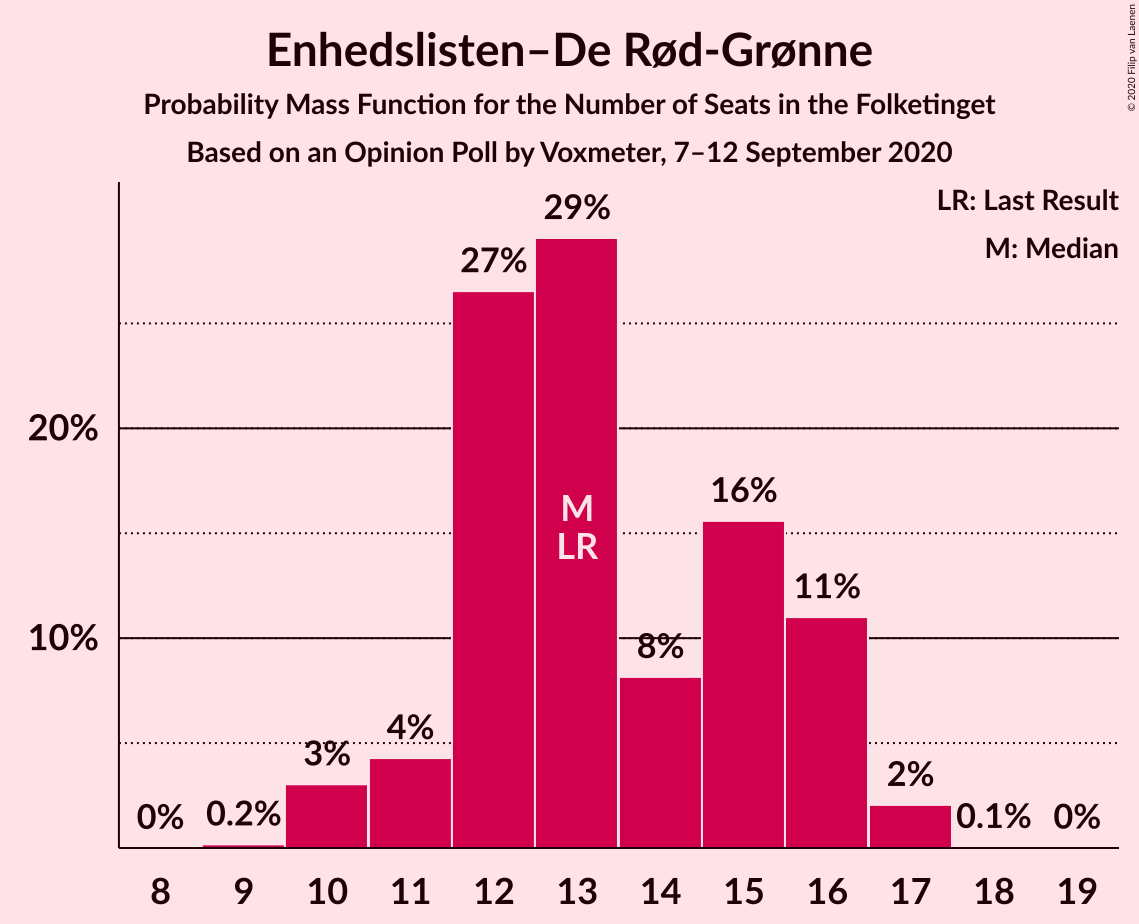 Enhedslisten–De Rød-Grønne
Probability Mass Function for the Number of Seats in the Folketinget
Based on an Opinion Poll by Voxmeter, 7–12 September 2020
© 2020 Filip van Laenen
LR: Last Result
M: Median
20%
10%
0%
0.2%
3%
4%
27%
29%
M
LR
8%
16%
11%
2%
0.1%
0%
8 9 10 11 12 13 14 15 16 17 18 19